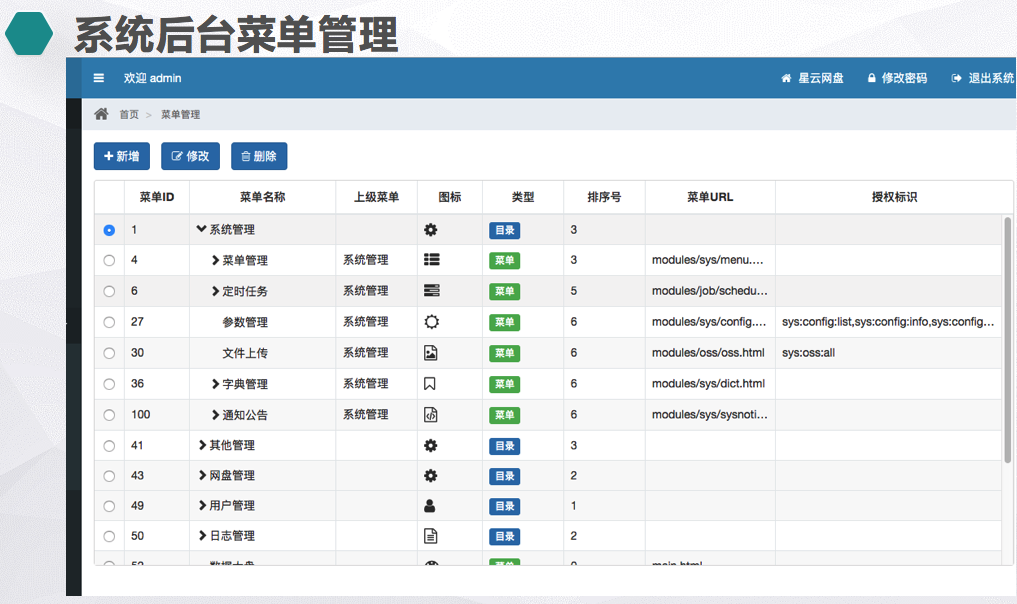 系统后台菜单管理
欢迎 admin 星云网盘 修改密码 退出系统
首页 > 菜单管理
新增 修改 删除
菜单ID 菜单名称 上级菜单 图标 类型 排序号 菜单URL 授权标识
1 系统管理 目录 3
4 菜单管理 系统管理 菜单 3 modules/sys/menu....
6 定时任务 系统管理 菜单 5 modules/job/schedu...
27 参数管理 系统管理 菜单 6 modules/sys/config.... sys:config:list,sys:config:info,sys:config...
30 文件上传 系统管理 菜单 6 modules/oss/oss.html sys:oss:all
36 字典管理 系统管理 菜单 6 modules/sys/dict.html
100 通知公告 系统管理 菜单 6 modules/sys/sysnoti...
41 其他管理 目录 3
43 网盘管理 目录 2
49 用户管理 目录 1
50 日志管理 目录 2
菜单 main.html